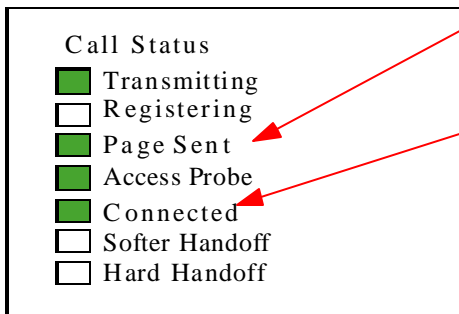 Call Status
Transmitting
Registering
Page Sent
Access Probe
Connected
Softer Handoff
Hard Handoff